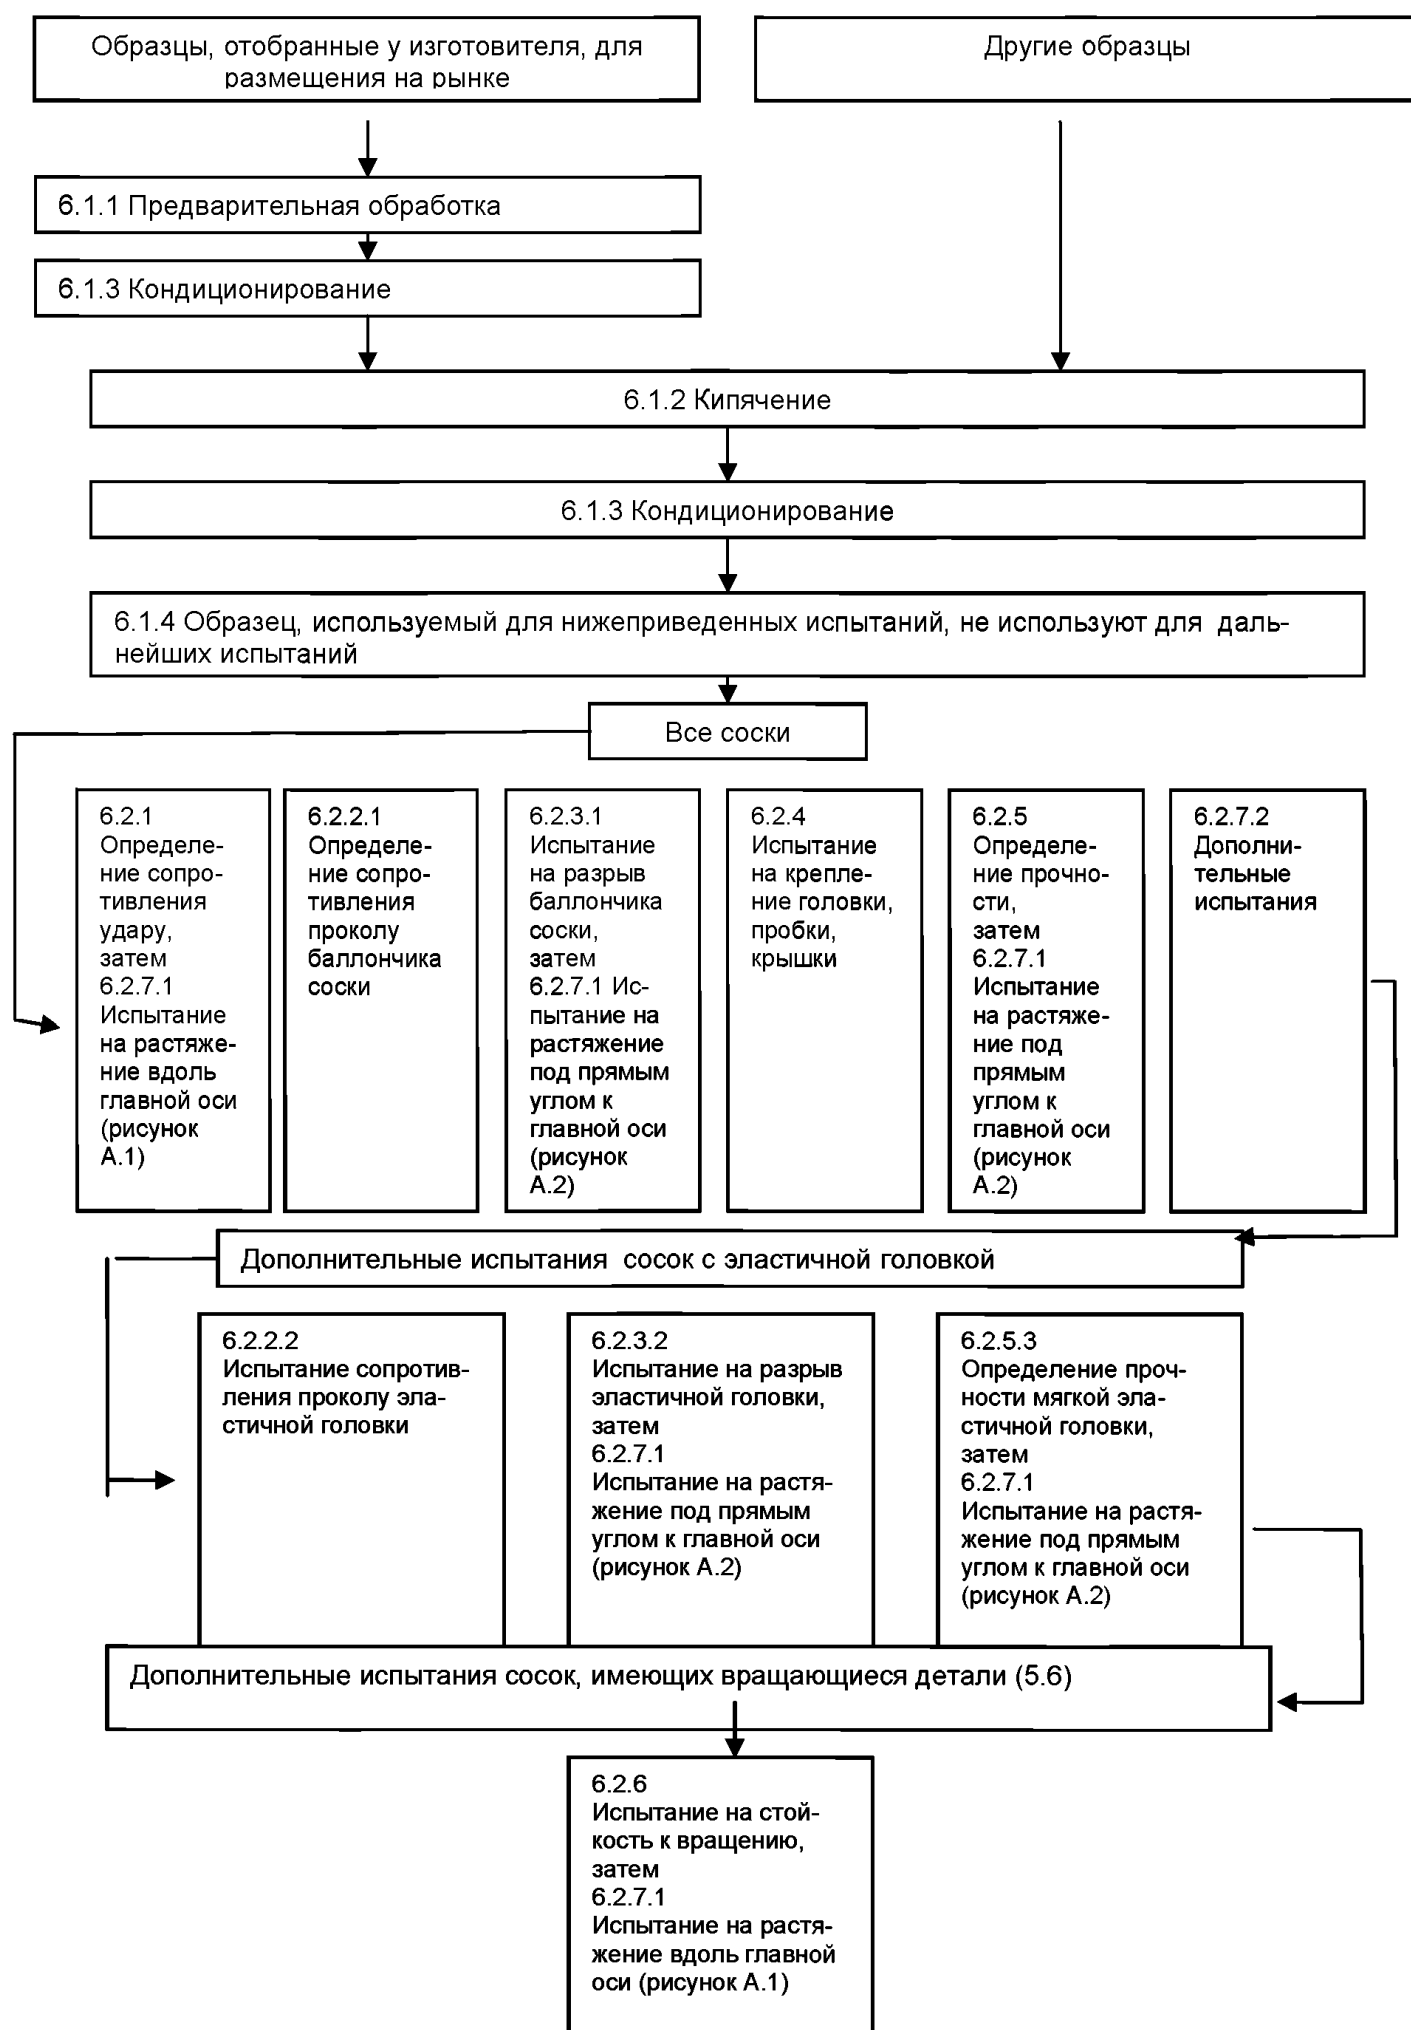 Образцы, отобранные у изготовителя, для
размещения на рынке
Другие образцы
6.1.1 Предварительная обработка
6.1.3 Кондиционирование
6.1.2 Кипячение
6.1.3 Кондиционирование
6.1.4 Образец, используемый для нижеприведенных испытаний, не используют для даль-
нейших испытаний
Все соски
6.2.1
Определе-
ние сопро-
тивления
удару,
затем
6.2.7.1
Испытание
на растяже-
ние вдоль
главной оси
(рисунок
А.1)
6.2.2.1
Определе-
ние сопро-
тивления
проколу
баллончика
соски
6.2.3.1
Испытание
на разрыв
баллончика
соски,
затем
6.2.7.1 Ис-
пытание на
растяжение
под прямым
углом к
главной оси
(рисунок
А.2)
6.2.4
Испытание
на крепле-
ние головки,
пробки,
крышки
6.2.5
Определе-
ние прочно-
сти,
затем
6.2.7.1
Испытание
на растяже-
ние под
прямым
углом к
главной оси
(рисунок
А.2)
6.2.7.2
Дополни-
тельные
испытания
Дополнительные испытания сосок с эластичной головкой
6.2.2.2
Испытание сопротив-
ления проколу эла-
стичной головки
6.2.3.2
Испытание на разрыв
эластичной головки,
затем
6.2.7.1
Испытание на растя-
жение под прямым
углом к главной оси
(рисунок А.2)
6.2.5.3
Определение проч-
ности мягкой эла-
стичной головки,
затем
6.2.7.1
Испытание на растя-
жение под прямым
углом к главной оси
(рисунок А.2)
Дополнительные испытания сосок, имеющих вращающиеся детали (5.6)
6.2.6
Испытание на стой-
кость к вращению,
затем
6.2.7.1
Испытание на растя-
жение вдоль главной
оси (рисунок А.1)